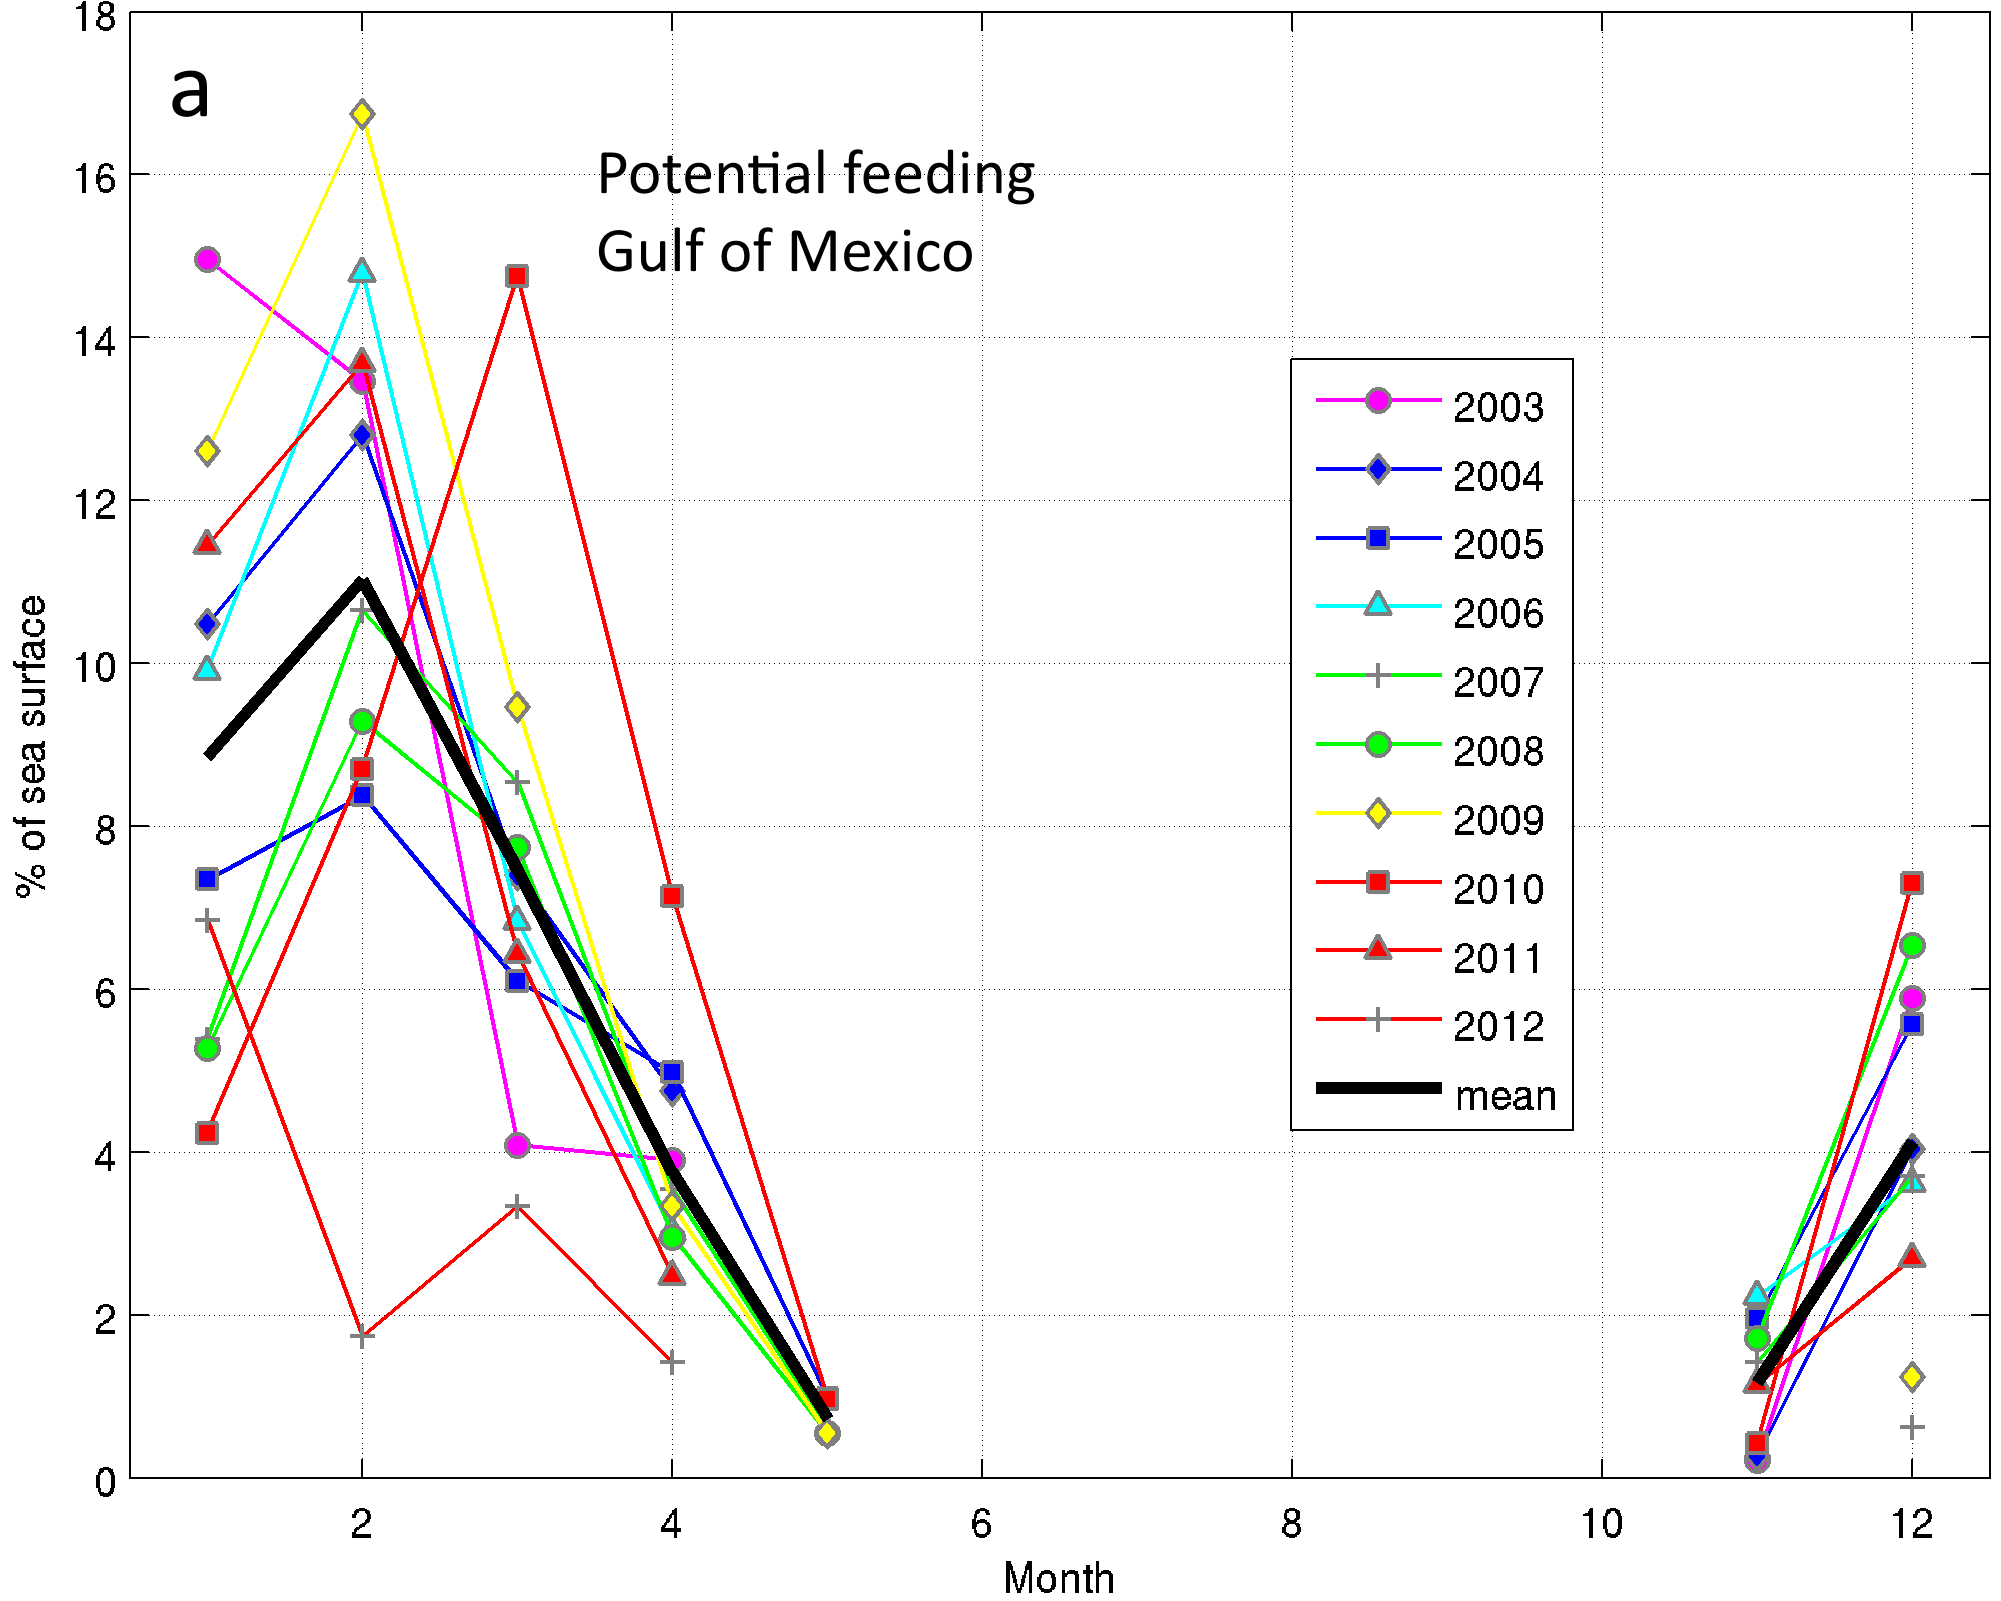 a
Potential feeding
Gulf of Mexico
% of sea surface
18
16
14
12
10
8
6
4
2
0
2003
2004
2005
2006
2007
2008
2009
2010
2011
2012
mean
2 4 6 8 10 12
Month